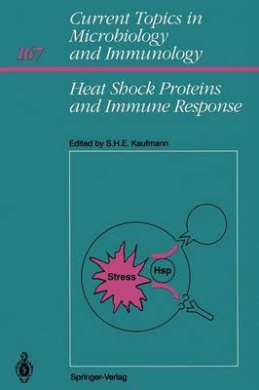 Current Topics in
167 Microbiology
and Immunology
Heat Shock Proteins
and Immune Response
Edited by S.H.E. Kaufmann
Stress
Hsp
Springer-Verlag